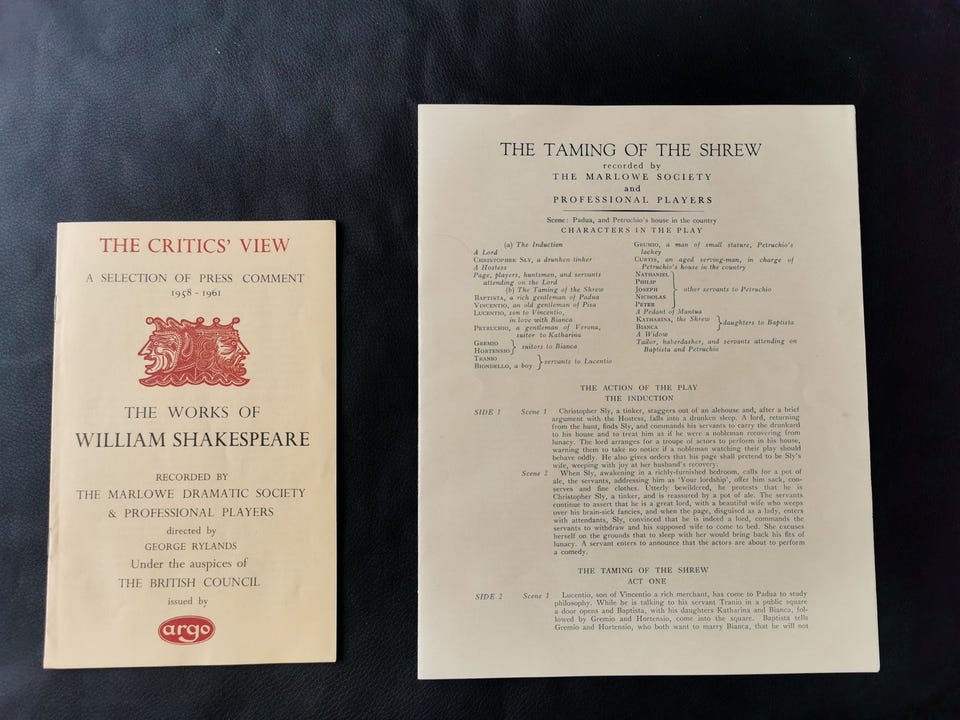 THE CRITICS' VIEW
A SELECTION OF PRESS COMMENT
1958 - 1961
THE WORKS OF
WILLIAM SHAKESPEARE
RECORDED BY
THE MARLOWE DRAMATIC SOCIETY
& PROFESSIONAL PLAYERS
directed by
GEORGE RYLANDS
Under the auspices of
THE BRITISH COUNCIL
issued by
argo
THE TAMING OF THE SHREW
recorded by
THE MARLOWE SOCIETY
and
PROFESSIONAL PLAYERS
Scene: Padua, and Petruchio's house in the country
CHARACTERS IN THE PLAY
(a) The Induction
A Lord
CHRISTOPHER SLY, a drunken tinker
A Hostess
Page, players, huntsmen, and servants
attending on the Lord
(b) The Taming of the Shrew
BAPTISTA, a rich gentleman of Padua
VINCENTIO, an old gentleman of Pisa
LUCENTIO, son to Vincentio,
in love with Bianca
PETRUCHIO, a gentleman of Verona,
suitor to Katharina
GREMIO
HORTENSIO } suitors to Bianca
TRANIO
BIONDELLO, a boy } servants to Lucentio
GRUMIO, a man of small stature, Petruchio's
lackey
CURTIS, an aged serving-man, in charge of
Petruchio's house in the country
NATHANIEL
PHILIP
JOSEPH } other servants to Petruchio
NICHOLAS
PETER
A Pedant of Mantua
KATHARINA, the Shrew
BIANCA } daughters to Baptista
A Widow
Tailor, haberdasher, and servants attending on
Baptista and Petruchio
THE ACTION OF THE PLAY
THE INDUCTION
SIDE 1 Scene 1 Christopher Sly, a tinker, staggers out of an alehouse and, after a brief
argument with the Hostess, falls into a drunken sleep. A lord, returning
from the hunt, finds Sly, and commands his servants to carry the drunkard
to his house and to treat him as if he were a nobleman recovering from
lunacy. The lord arranges for a troupe of actors to perform in his house,
warning them to take no notice if a nobleman watching their play should
behave oddly. He also gives orders that his page shall pretend to be Sly's
wife, weeping with joy at her husband's recovery.
Scene 2 When Sly, awakening in a richly-furnished bedroom, calls for a pot of
ale, the servants, addressing him as 'Your lordship', offer him sack, con-
serves and fine clothes. Utterly bewildered, he protests that he is
Christopher Sly, a tinker, and is reassured by a pot of ale. The servants
continue to assert that he is a great lord, with a beautiful wife who weeps
over his brain-sick fancies, and when the page, disguised as a lady, enters
with attendants, Sly, convinced that he is indeed a lord, commands the
servants to withdraw and his supposed wife to come to bed. She excuses
herself on the grounds that to sleep with her would bring back his fits of
lunacy. A servant enters to announce that the actors are about to perform
a comedy.
THE TAMING OF THE SHREW
ACT ONE
SIDE 2 Scene 1 Lucentio, son of Vincentio a rich merchant, has come to Padua to study
philosophy. While he is talking to his servant Tranio in a public square
a door opens and Baptista, with his daughters Katharina and Bianca, fol-
lowed by Gremio and Hortensio, come into the square. Baptista tells
Gremio and Hortensio, who both want to marry Bianca, that he will not